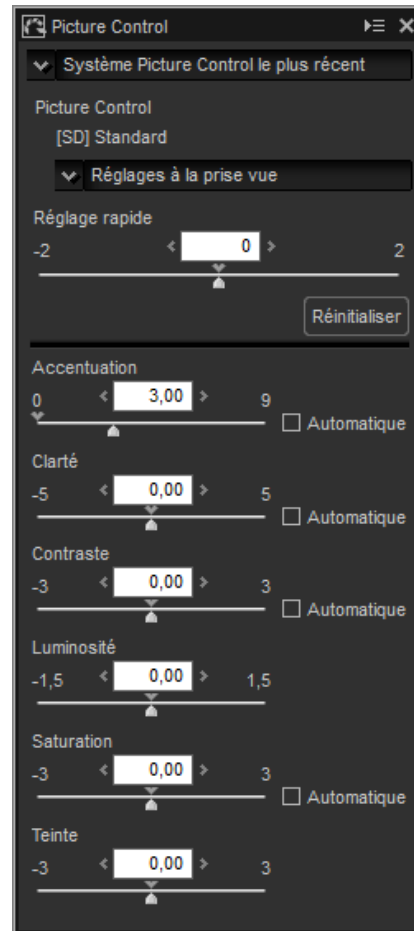 Picture Control
Système Picture Control le plus récent
Picture Control
[SD] Standard
Réglages à la prise vue
Réglage rapide
-2 0 2
Réinitialiser
Accentuation
0 3,00 9
Automatique
Clarté
-5 0,00 5
Automatique
Contraste
-3 0,00 3
Automatique
Luminosité
-1,5 0,00 1,5
Saturation
-3 0,00 3
Automatique
Teinte
-3 0,00 3